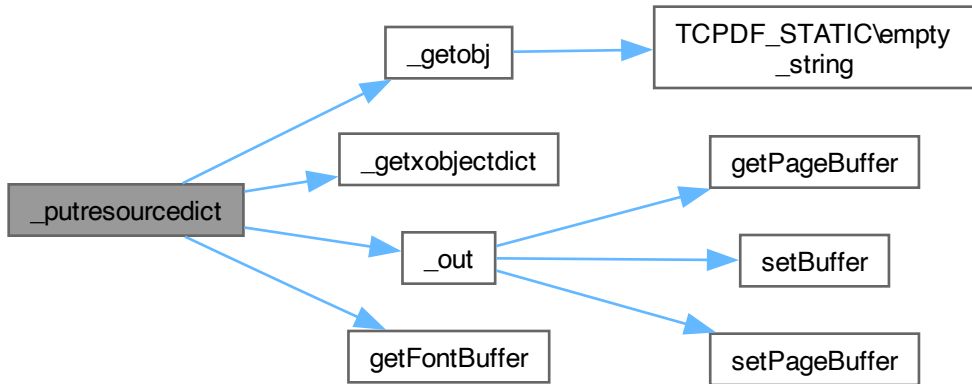 _putresourcedict
_getobj
TCPDF_STATIC\empty
_string
_getxobjectdict
_out
getPageBuffer
setBuffer
setPageBuffer
getFontBuffer